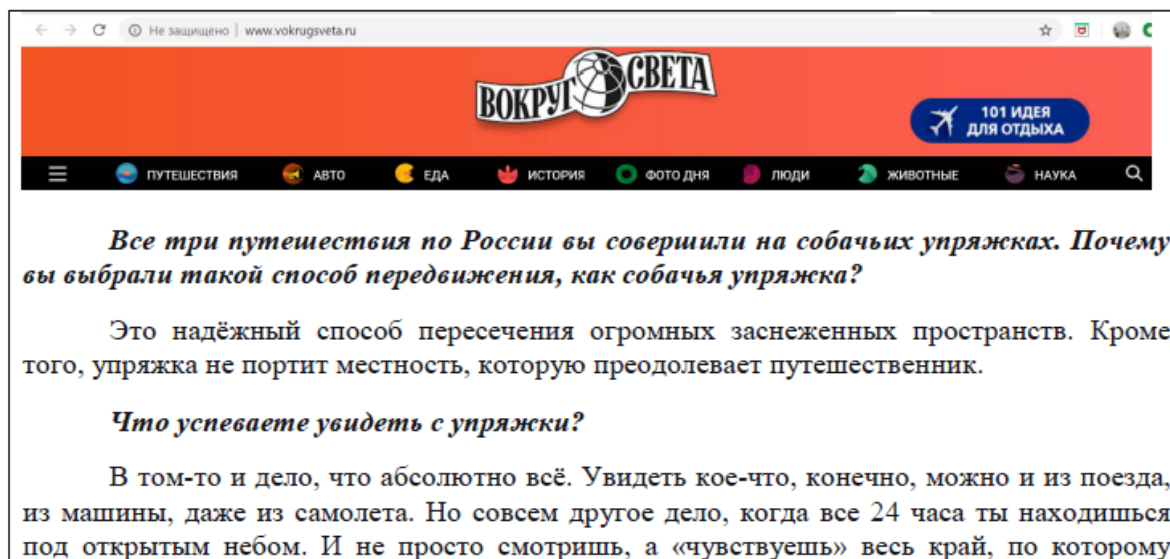 Не защищено | www.vokrugsveta.ru
ВОКРУГ СВЕТА
101 ИДЕЯ
ДЛЯ ОТДЫХА
ПУТЕШЕСТВИЯ АВТО ЕДА ИСТОРИЯ ФОТО ДНЯ ЛЮДИ ЖИВОТНЫЕ НАУКА
Все три путешествия по России вы совершили на собачьих упряжках. Почему
вы выбрали такой способ передвижения, как собачья упряжка?
Это надёжный способ пересечения огромных заснеженных пространств. Кроме
того, упряжка не портит местность, которую преодолевает путешественник.
Что успеваете увидеть с упряжки?
В том-то и дело, что абсолютно всё. Увидеть кое-что, конечно, можно и из поезда,
из машины, даже из самолета. Но совсем другое дело, когда все 24 часа ты находишься
под открытым небом. И не просто смотришь, а «чувствуешь» весь край, по которому